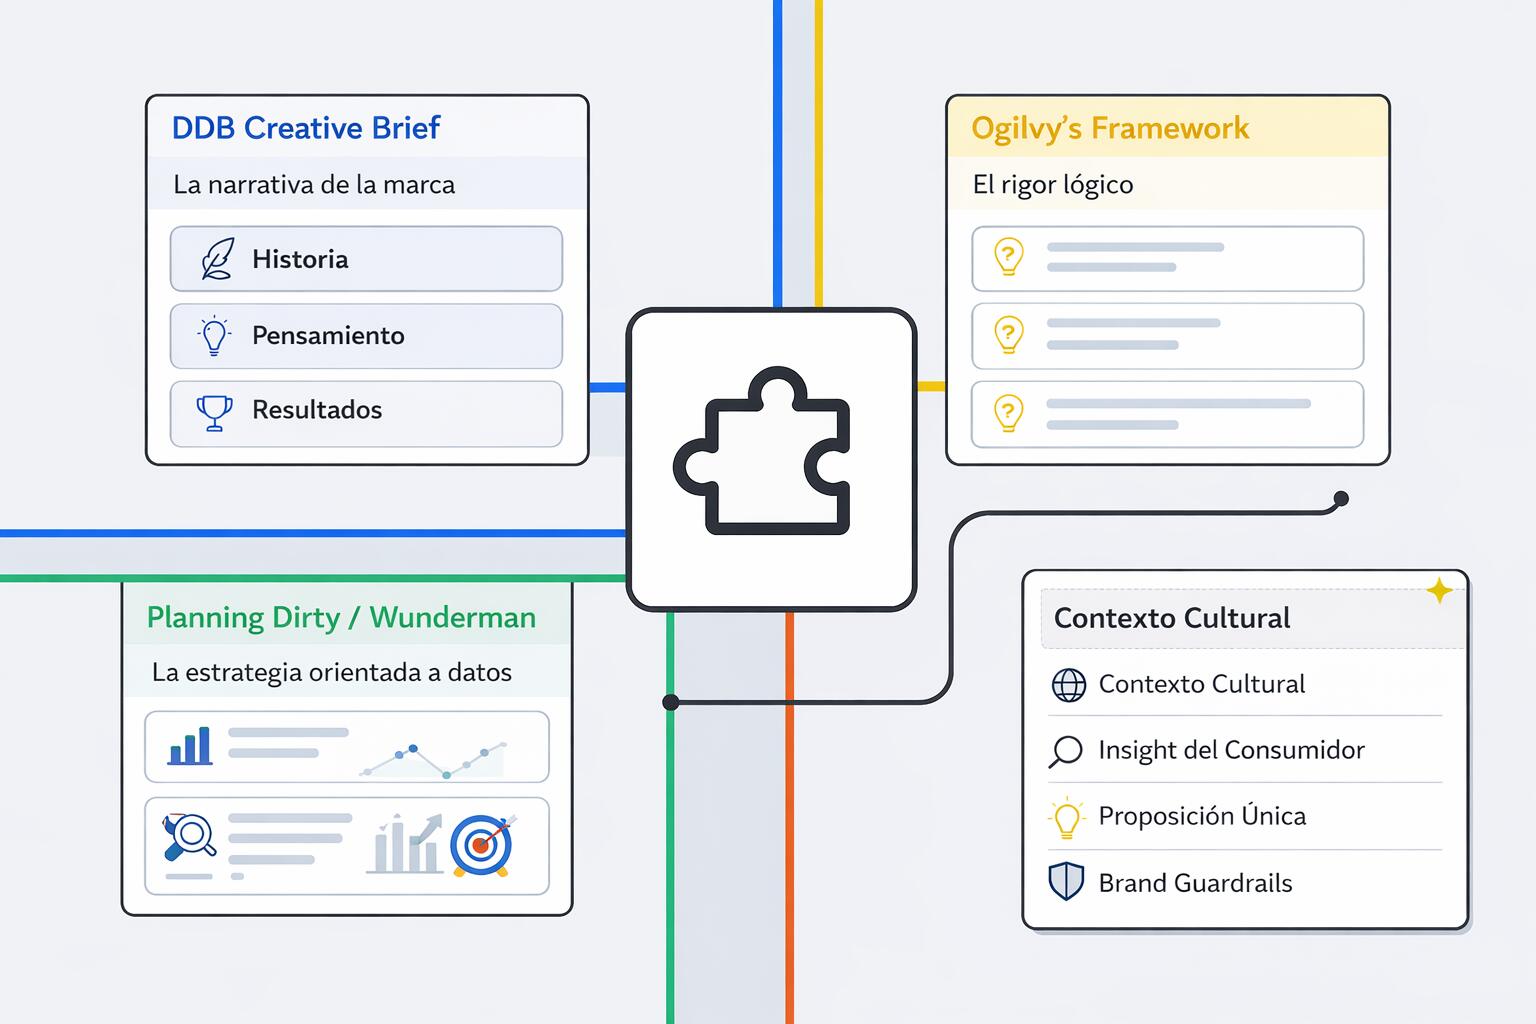 DDB Creative Brief
La narrativa de la marca
Historia
Pensamiento
Resultados
Ogilvy's Framework
El rigor lógico
?
?
?
Planning Dirty / Wunderman
La estrategia orientada a datos
Contexto Cultural
Contexto Cultural
Insight del Consumidor
Proposición Única
Brand Guardrails